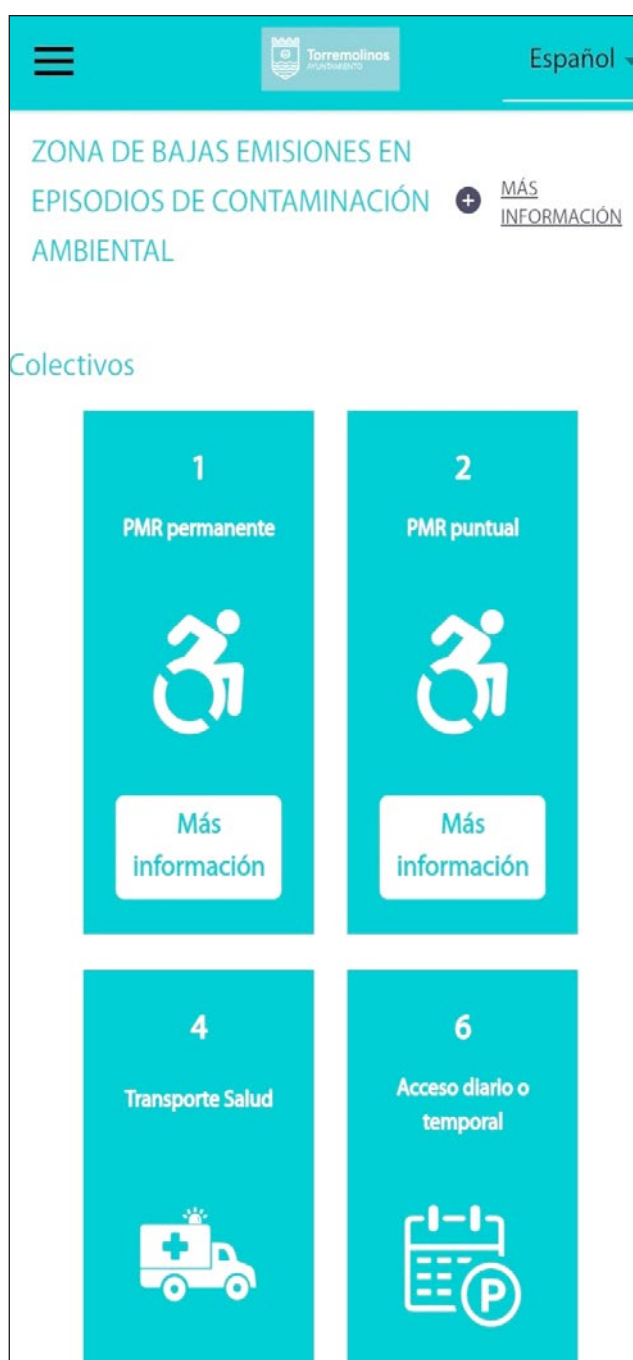 Torremolinos
AYUNTAMIENTO
Español
ZONA DE BAJAS EMISIONES EN
EPISODIOS DE CONTAMINACIÓN
AMBIENTAL
MÁS
INFORMACIÓN
Colectivos
1
PMR permanente
Más
información
2
PMR puntual
Más
información
4
Transporte Salud
6
Acceso diario o
temporal
P